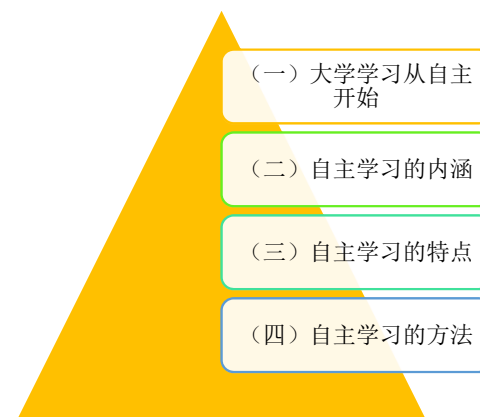 （一）大学学习从自主
开始
（二）自主学习的内涵
（三）自主学习的特点
（四）自主学习的方法